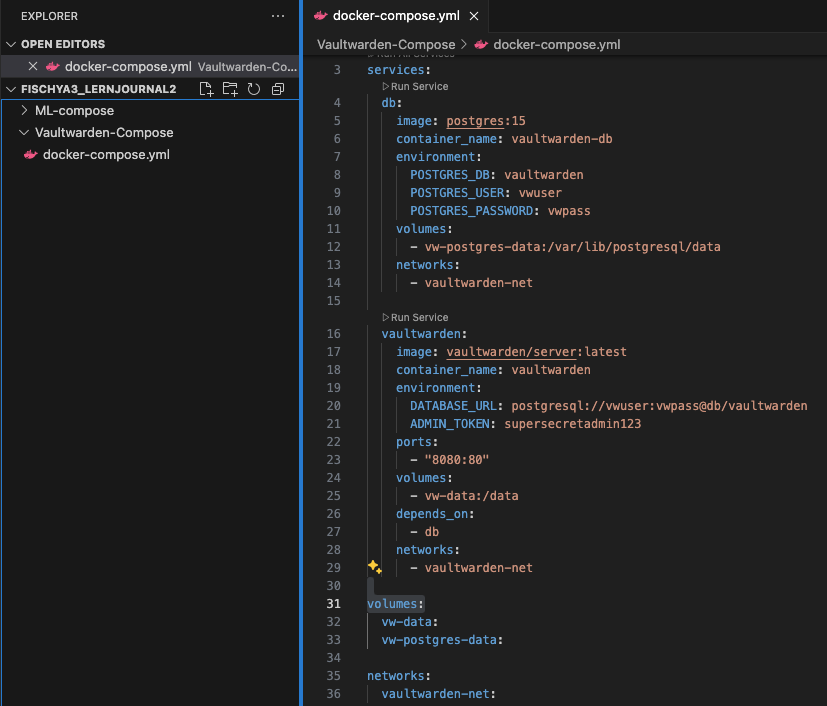 EXPLORER
OPEN EDITORS
docker-compose.yml Vaultwarden-Co...
FISCHYA3_LERNJOURNAL2
ML-compose
Vaultwarden-Compose
docker-compose.yml
docker-compose.yml
Vaultwarden-Compose > docker-compose.yml
Run All Services
3 services:
Run Service
4 db:
5 image: postgres:15
6 container_name: vaultwarden-db
7 environment:
8 POSTGRES_DB: vaultwarden
9 POSTGRES_USER: vwuser
10 POSTGRES_PASSWORD: vwpass
11 volumes:
12 - vw-postgres-data:/var/lib/postgresql/data
13 networks:
14 - vaultwarden-net
15
Run Service
16 vaultwarden:
17 image: vaultwarden/server:latest
18 container_name: vaultwarden
19 environment:
20 DATABASE_URL: postgresql://vwuser:vwpass@db/vaultwarden
21 ADMIN_TOKEN: supersecretadmin123
22 ports:
23 - "8080:80"
24 volumes:
25 - vw-data:/data
26 depends_on:
27 - db
28 networks:
29 - vaultwarden-net
30
31 volumes:
32 vw-data:
33 vw-postgres-data:
34
35 networks:
36 vaultwarden-net: